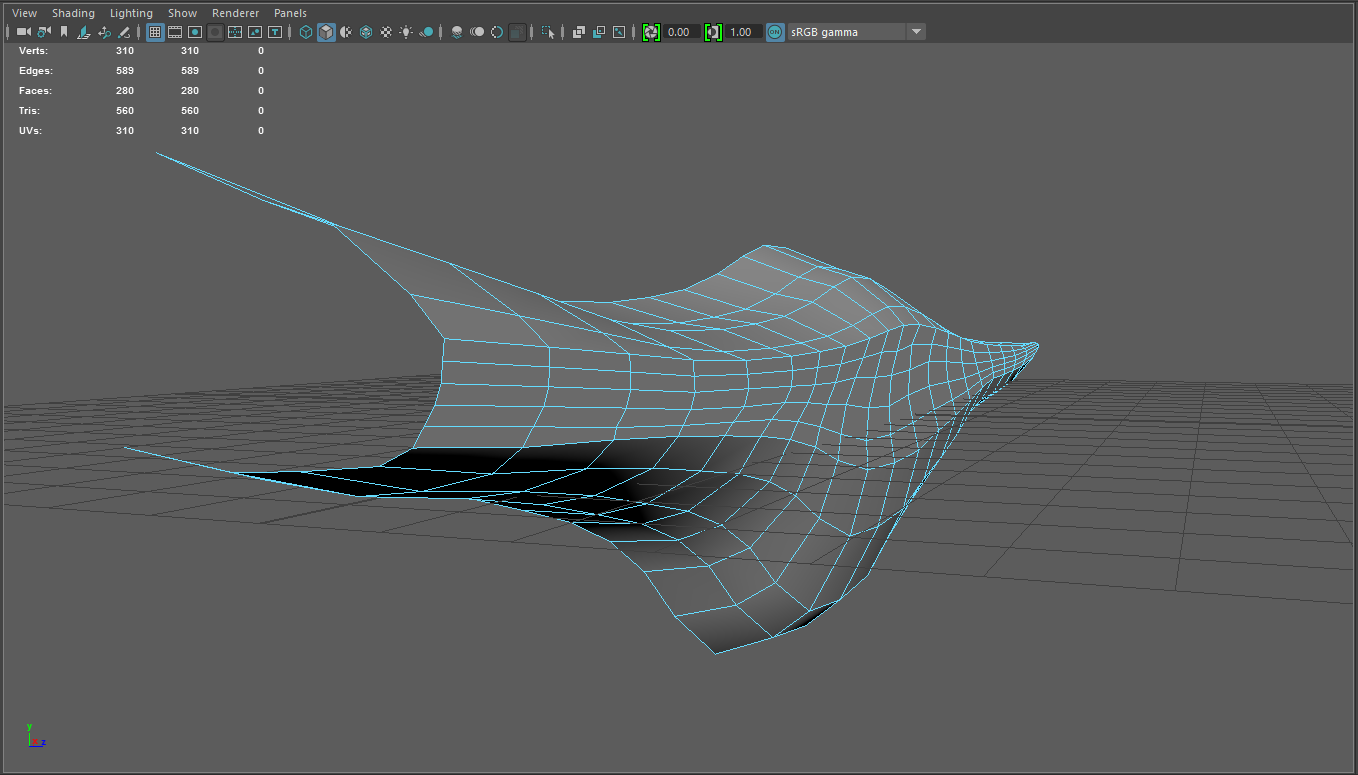 View Shading Lighting Show Renderer Panels
0.00 1.00 ON sRGB gamma
Verts: 310 310 0
Edges: 589 589 0
Faces: 280 280 0
Tris: 560 560 0
UVs: 310 310 0
y
x z